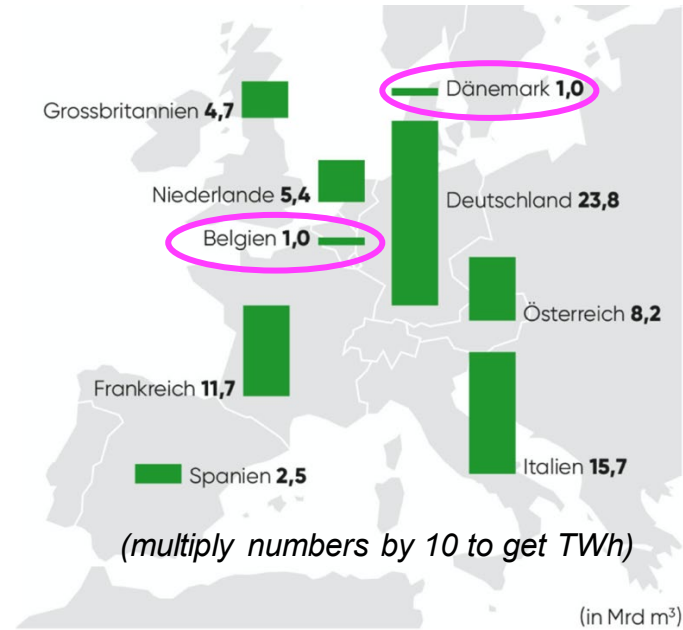 Dänemark 1,0
Grossbritannien 4,7
Niederlande 5,4
Deutschland 23,8
Belgien 1,0
Österreich 8,2
Frankreich 11,7
Italien 15,7
Spanien 2,5
(multiply numbers by 10 to get TWh)
(in Mrd m³)